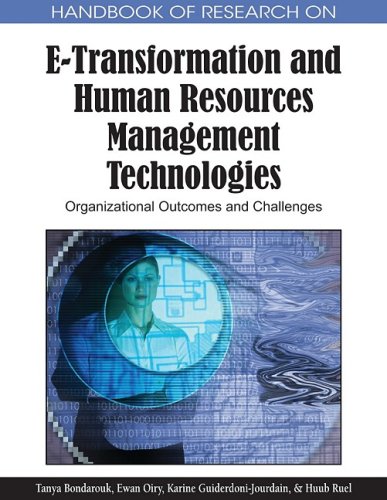 HANDBOOK OF RESEARCH ON
E-Transformation and
Human Resources
Management
Technologies
Organizational Outcomes and Challenges
Tanya Bondarouk, Ewan Oiry, Karine Guiderdoni-Jourdain, & Huub Ruel